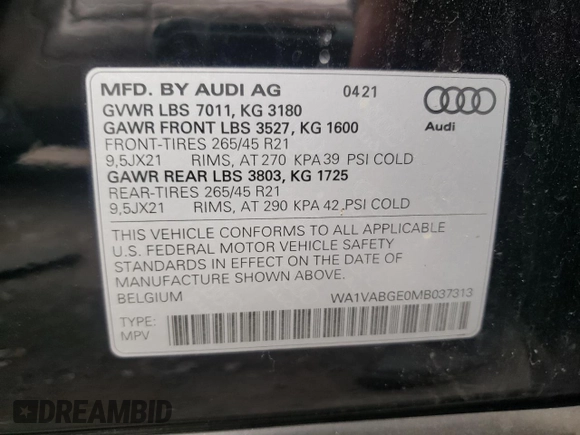 MFD. BY AUDI AG 04 21
GVWR LBS 7011, KG 3180
GAWR FRONT LBS 3527, KG 1600
FRONT-TIRES 265/45 R21
9,5JX21 RIMS, AT 270 KPA 39 PSI COLD
GAWR REAR LBS 3803, KG 1725
REAR-TIRES 265/45 R21
9,5JX21 RIMS, AT 290 KPA 42 PSI COLD
Audi
THIS VEHICLE CONFORMS TO ALL APPLICABLE
U.S. FEDERAL MOTOR VEHICLE SAFETY
STANDARDS IN EFFECT ON THE DATE OF
MANUFACTURE SHOWN ABOVE.
BELGIUM WA1VABGE0MB037313
TYPE:
MPV
DREAMBID